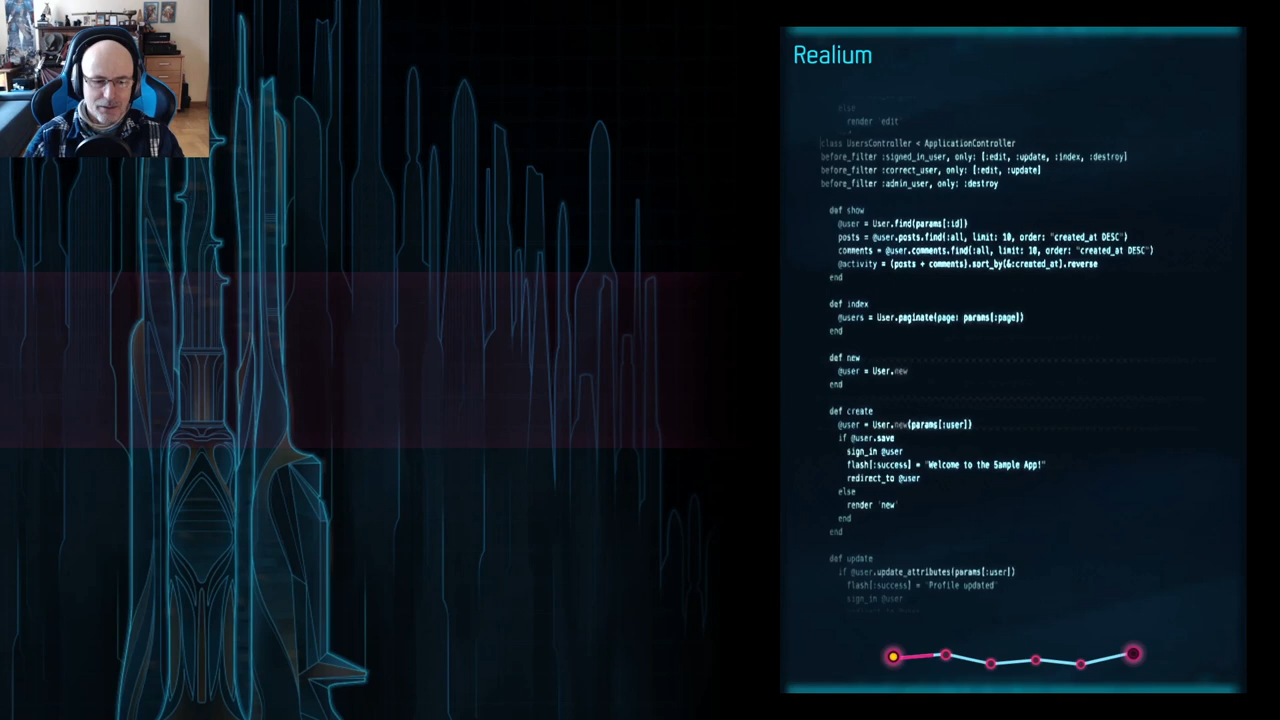 Realium
else
render 'edit'
class UsersController < ApplicationController
before_filter :signed_in_user, only: [:edit, :update, :index, :destroy]
before_filter :correct_user, only: [:edit, :update]
before_filter :admin_user, only: :destroy
def show
@user = User.find(params[:id])
posts = @user.posts.find(:all, limit: 10, order: "created_at DESC")
comments = @user.comments.find(:all, limit: 10, order: "created_at DESC")
@activity = (posts + comments).sort_by(&:created_at).reverse
end
def index
@users = User.paginate(page: params[:page])
end
def new
@user = User.new
end
def create
@user = User.new(params[:user])
if @user.save
sign_in @user
flash[:success] = "Welcome to the Sample App!"
redirect_to @user
else
render 'new'
end
end
def update
if @user.update_attributes(params[:user])
flash[:success] = "Profile updated"
sign_in @user